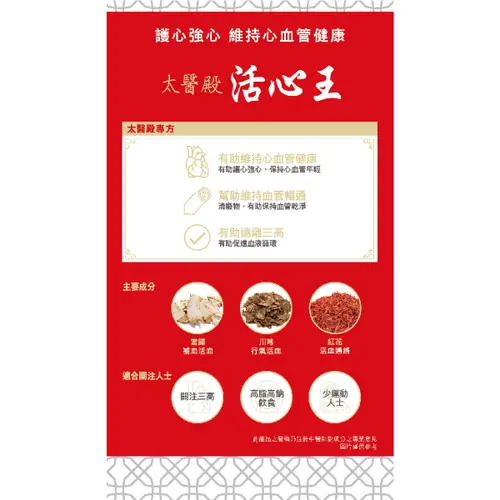 護心強心 維持心血管健康
太醫殿 活心王
太醫殿專方
有助維持心血管健康
有助護心強心，保持心血管年輕
幫助維持血管暢通
清廢物，有助保持血管乾淨
有助遠離三高
有助促進血液循環
主要成分
當歸
補血活血
川芎
行氣活血
紅花
活血通絡
適合關注人士
關注三高
高脂高鈉
飲食
少運動
人士
圖片僅供參考